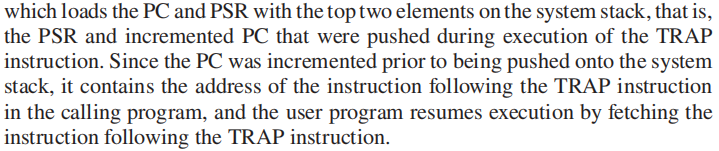 which loads the PC and PSR with the top two elements on the system stack, that is,
the PSR and incremented PC that were pushed during execution of the TRAP
instruction. Since the PC was incremented prior to being pushed onto the system
stack, it contains the address of the instruction following the TRAP instruction
in the calling program, and the user program resumes execution by fetching the
instruction following the TRAP instruction.